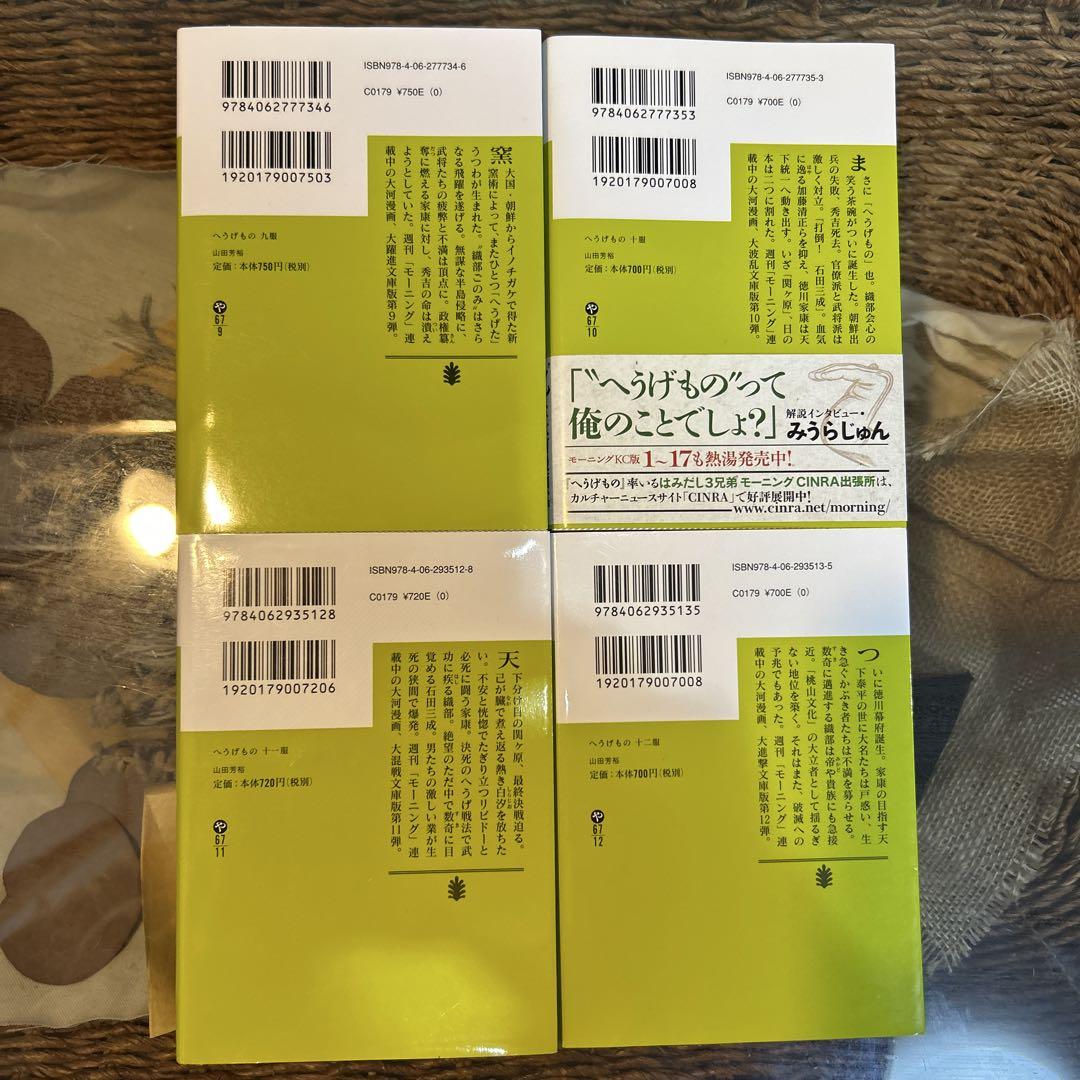 ISBN978-4-06-277734-6
C0179 ¥750E (0)
9784062777346
1920179007503
窯 大国・朝鮮からイノチガケで得た新
窯術によって、またひとつ「へうげた」
うつわが生まれた。“織部ごのみ”はさら
なる飛躍を遂げる。無謀な半島侵略に、
武将たちの疲弊と不満は頂点に。政権簒
奪に燃える家康に対し、秀吉の命は潰え
ようとしていた。週刊「モーニング」連
載中の大河漫画、大躍進文庫版第9弾。
へうげもの 九服
山田芳裕
定価:本体750円(税別)
や
67
9
ISBN978-4-06-277735-3
C0179 ¥700E (0)
9784062777353
1920179007008
まさに「へうげもの」也。織部会心の
笑う茶碗がついに誕生した。朝鮮出
兵の失敗、秀吉死去。官僚派と武将派は
激しく対立。「打倒! 石田三成」。血気
に逸る加藤清正らを抑え、徳川家康は天
下統一へ動き出す。いざ「関ヶ原」、日の
本は二つに割れた。週刊「モーニング」連
載中の大河漫画、大波乱文庫版第10弾。
へうげもの 十服
山田芳裕
定価:本体700円(税別)
や
67
10
「“へうげもの”って
俺のことでしょ?」
解説インタビュー・
みうらじゅん
モーニングKC版 1〜17も熱湯発売中!
『へうげもの』率いるはみだし3兄弟 モーニング CINRA出張所は、
カルチャーニュースサイト「CINRA」で好評展開中!
www.cinra.net/morning/
ISBN978-4-06-293512-8
C0179 ¥720E (0)
9784062935128
1920179007206
天下分け目の関ヶ原、最終決戦迫る。
己が臓で煮え返る熱き白汐を放ちた
い。不安と恍惚でたぎり立つリビドーと
必死に闘う家康。決死のへうげ戦法で武
功に疾る織部。絶望のただ中で数奇に目
覚める石田三成。男たちの激しい業が生
死の狭間で爆発。週刊「モーニング」連
載中の大河漫画、大混戦文庫版第11弾。
へうげもの 十一服
山田芳裕
定価:本体720円(税別)
や
67
11
ISBN978-4-06-293513-5
C0179 ¥700E (0)
9784062935135
1920179007008
ついに徳川幕府誕生。家康の目指す天
下泰平の世に大名たちは戸惑い、生
き急ぐかぶき者たちは不満を募らせる。
数奇に邁進する織部は帝や貴族にも急接
近。「桃山文化」の大立者として揺るぎ
ない地位を築く。それはまた、破滅への
予兆でもあった。週刊「モーニング」連
載中の大河漫画、大進撃文庫版第12弾。
へうげもの 十二服
山田芳裕
定価:本体700円(税別)
や
67
12